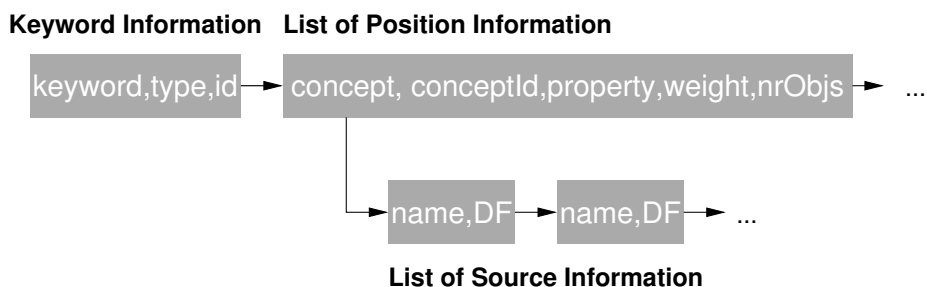 Keyword Information List of Position Information
keyword,type,id concept, conceptId,property,weight,nrObjs ...
name,DF name,DF ...
List of Source Information